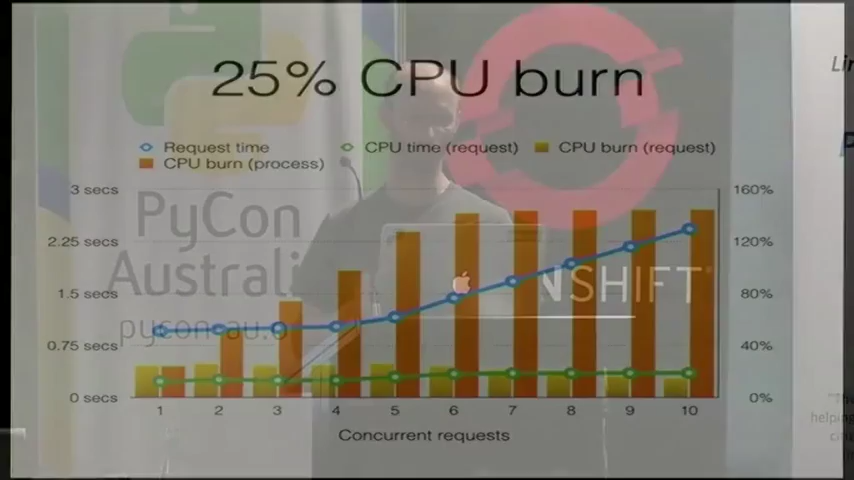 25% CPU burn
Request time
CPU time (request)
CPU burn (request)
CPU burn (process)
3 secs
2.25 secs
1.5 secs
0.75 secs
0 secs
160%
120%
80%
40%
0%
1 2 3 4 5 6 7 8 9 10
Concurrent requests
PyCon
Australi
pycon-au.o
NSHIFT